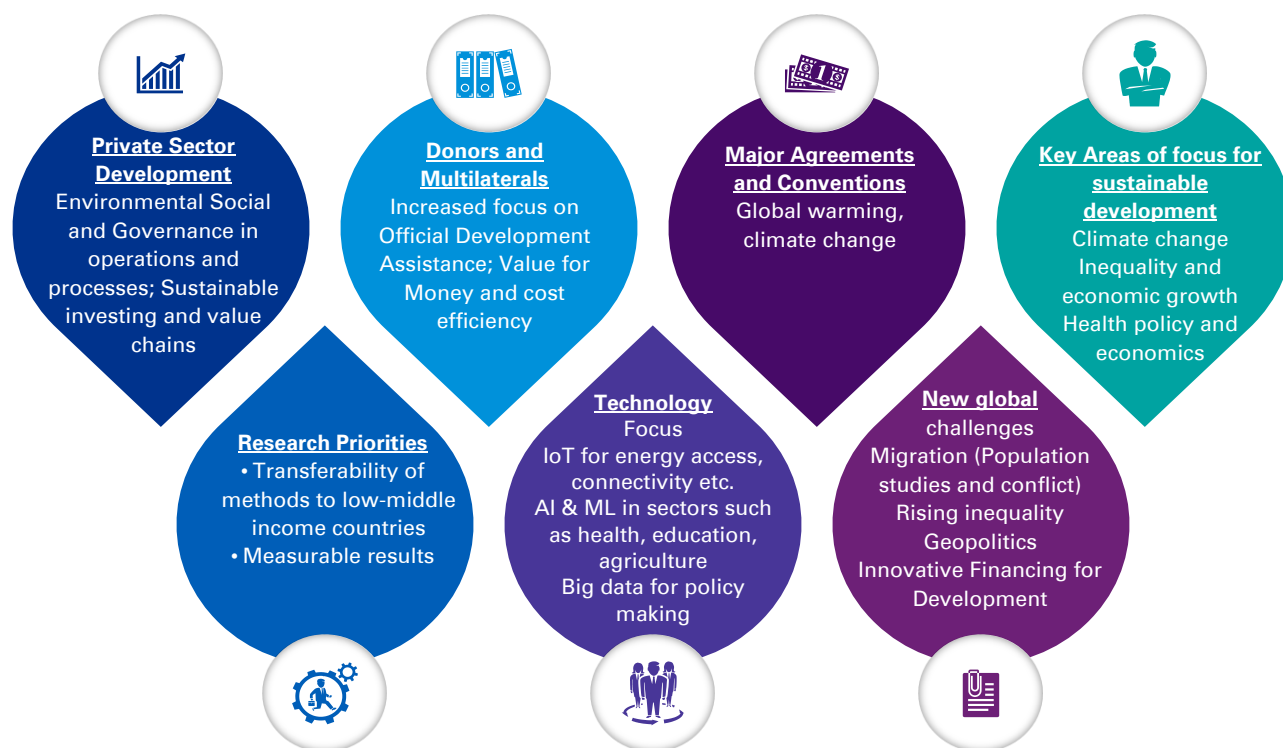 Private Sector
Development
Environmental Social
and Governance in
operations and
processes; Sustainable
investing and value
chains
Donors and
Multilaterals
Increased focus on
Official Development
Assistance; Value for
Money and cost
efficiency
1
Major Agreements
and Conventions
Global warming,
climate change
Key Areas of focus for
sustainable
development
Climate change
Inequality and
economic growth
Health policy and
economics
Research Priorities
• Transferability of
methods to low-middle
income countries
• Measurable results
Technology
Focus
IoT for energy access,
connectivity etc.
AI & ML in sectors such
as health, education,
agriculture
Big data for policy
making
New global
challenges
Migration (Population
studies and conflict)
Rising inequality
Geopolitics
Innovative Financing for
Development